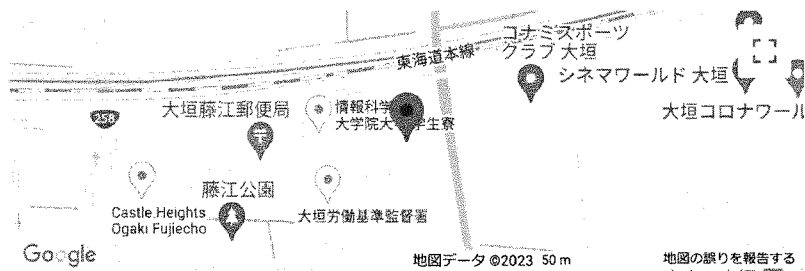 コナミスポーツ
クラブ 大垣
東海道本線
シネマワールド 大垣
大垣コロナワール
258
大垣藤江郵便局
情報科学
大学院大 学生寮
藤江公園
Castle Heights
Ogaki Fujiecho
大垣労働基準監督署
Google
地図データ ©2023 50 m
地図の誤りを報告する